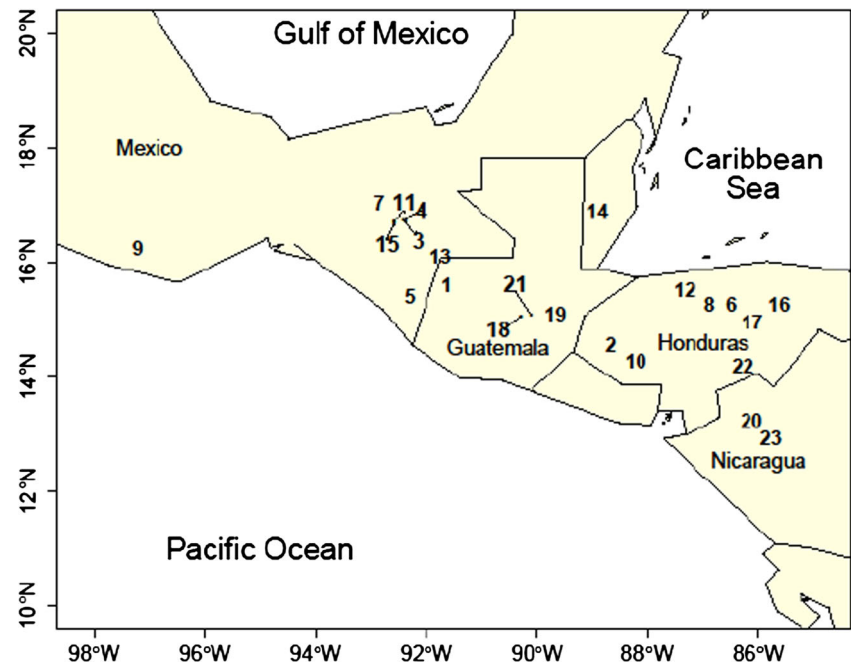 20°N
Gulf of Mexico
18°N
Mexico
Caribbean
Sea
7 11 4
14
16°N
9
15 3
13
5 1 21
12
8 6 16
18 19
17
14°N
Guatemala
2 Honduras
10
22
20
23
12°N
Nicaragua
Pacific Ocean
10°N
98°W 96°W 94°W 92°W 90°W 88°W 86°W